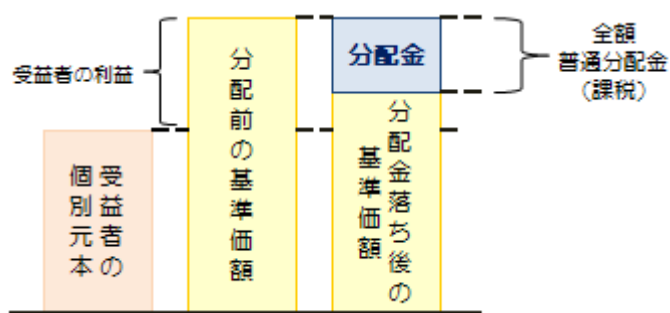 受益者の利益
受益者の
個別元本
分配前の基準価額
分配金
分配金落ち後の
基準価額
全額
普通分配金
(課税)